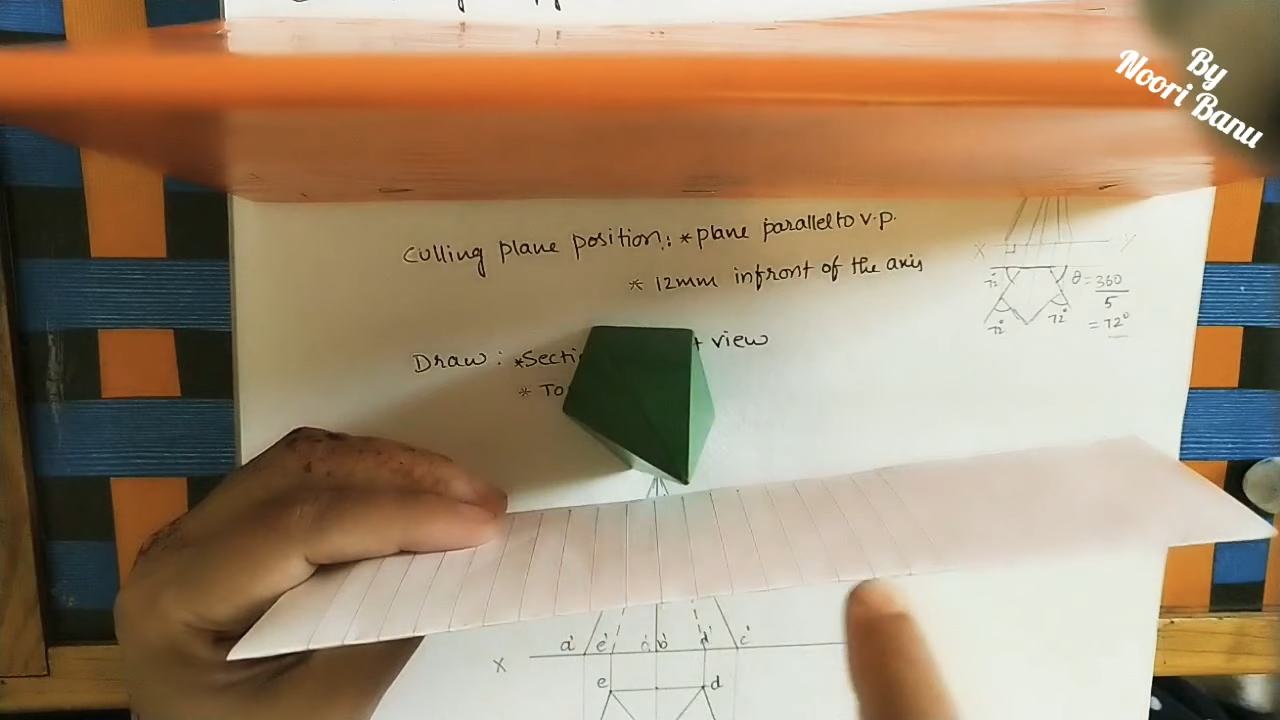 By
Noori Banu
Cutting plane position: * plane parallel to v.p.
* 12mm infront of the axis
Draw : * Secti
view
* To
X
Y
72°
θ = 360
5
= 72°
72°
72°
X
a' e' b' d' c'
e d